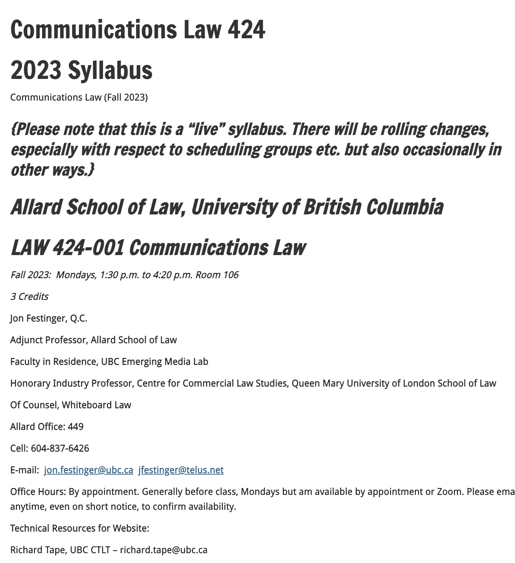 Communications Law 424
2023 Syllabus
Communications Law (Fall 2023)
{Please note that this is a “live” syllabus. There will be rolling changes,
especially with respect to scheduling groups etc. but also occasionally in
other ways.}
Allard School of Law, University of British Columbia
LAW 424-001 Communications Law
Fall 2023:  Mondays, 1:30 p.m. to 4:20 p.m. Room 106
3 Credits
Jon Festinger, Q.C.
Adjunct Professor, Allard School of Law
Faculty in Residence, UBC Emerging Media Lab
Honorary Industry Professor, Centre for Commercial Law Studies, Queen Mary University of London School of Law
Of Counsel, Whiteboard Law
Allard Office: 449
Cell: 604-837-6426
E-mail:  jon.festinger@ubc.ca  jfestinger@telus.net
Office Hours: By appointment. Generally before class, Mondays but am available by appointment or Zoom. Please ema
anytime, even on short notice, to confirm availability.
Technical Resources for Website:
Richard Tape, UBC CTLT – richard.tape@ubc.ca